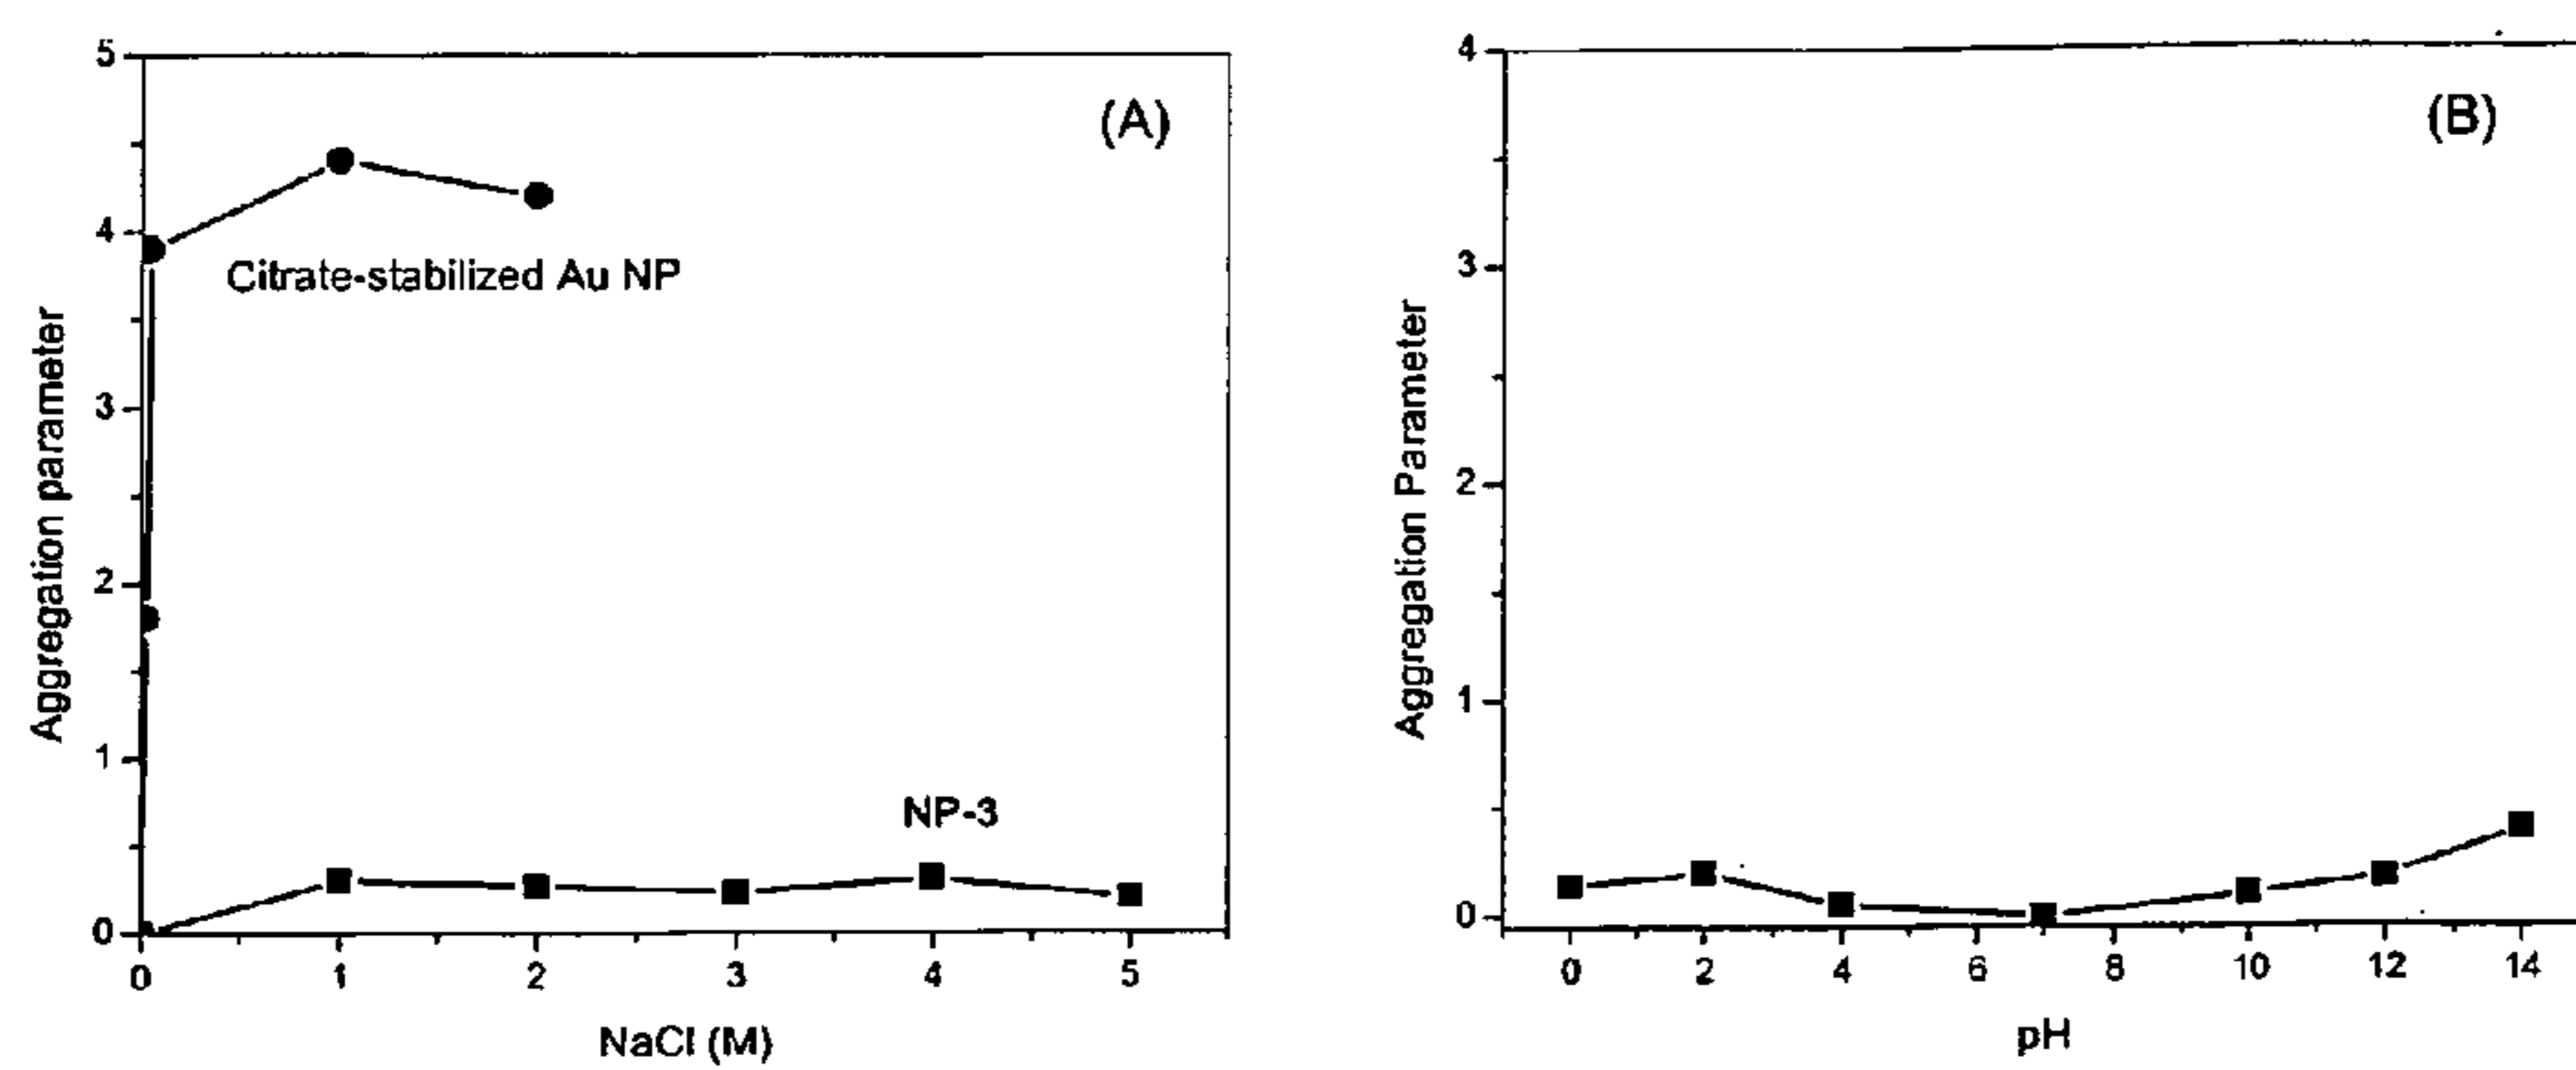 5
4
3
2
1
0
Aggregation parameter
(A)
Citrate-stabilized Au NP
NP-3
0 1 2 3 4 5
NaCl (M)
4
3
2
1
0
Aggregation Parameter
(B)
0 2 4 6 8 10 12 14
pH